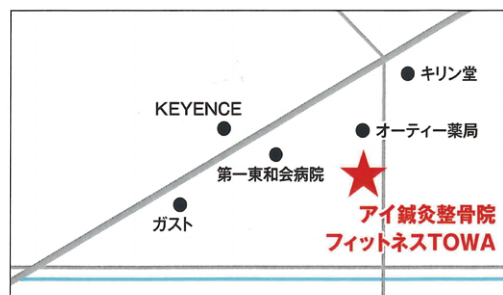 キリン堂
KEYENCE
オーティー薬局
第一東和会病院
ガスト
アイ鍼灸整骨院
フィットネスTOWA